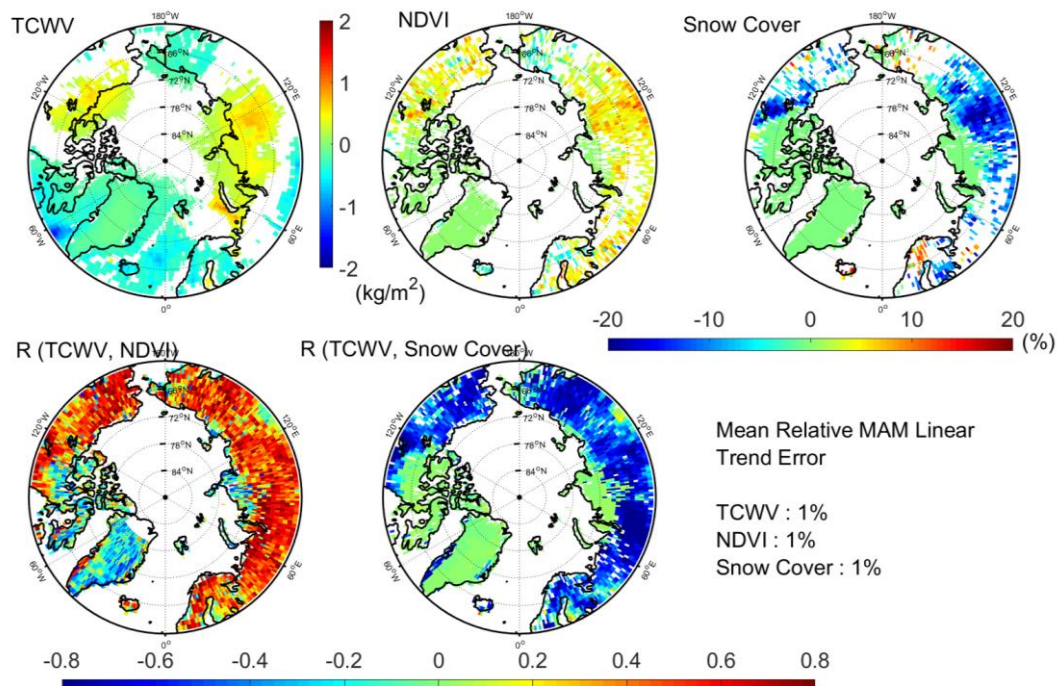 TCWV
180°W
120°W
120°E
66°N
72°N
78°N
84°N
60°W
60°E
0°
2
1
0
-1
-2
(kg/m²)
NDVI
180°W
120°W
120°E
66°N
72°N
78°N
84°N
60°W
60°E
0°
Snow Cover
180°W
120°W
120°E
66°N
72°N
78°N
84°N
60°W
60°E
0°
-20 -10 0 10 20 (%)
R (TCWV, NDVI)
120°W
120°E
66°N
72°N
78°N
84°N
60°W
60°E
0°
R (TCWV, Snow Cover)
120°W
120°E
66°N
72°N
78°N
84°N
60°W
60°E
0°
Mean Relative MAM Linear
Trend Error
TCWV : 1%
NDVI : 1%
Snow Cover : 1%
-0.8 -0.6 -0.4 -0.2 0 0.2 0.4 0.6 0.8